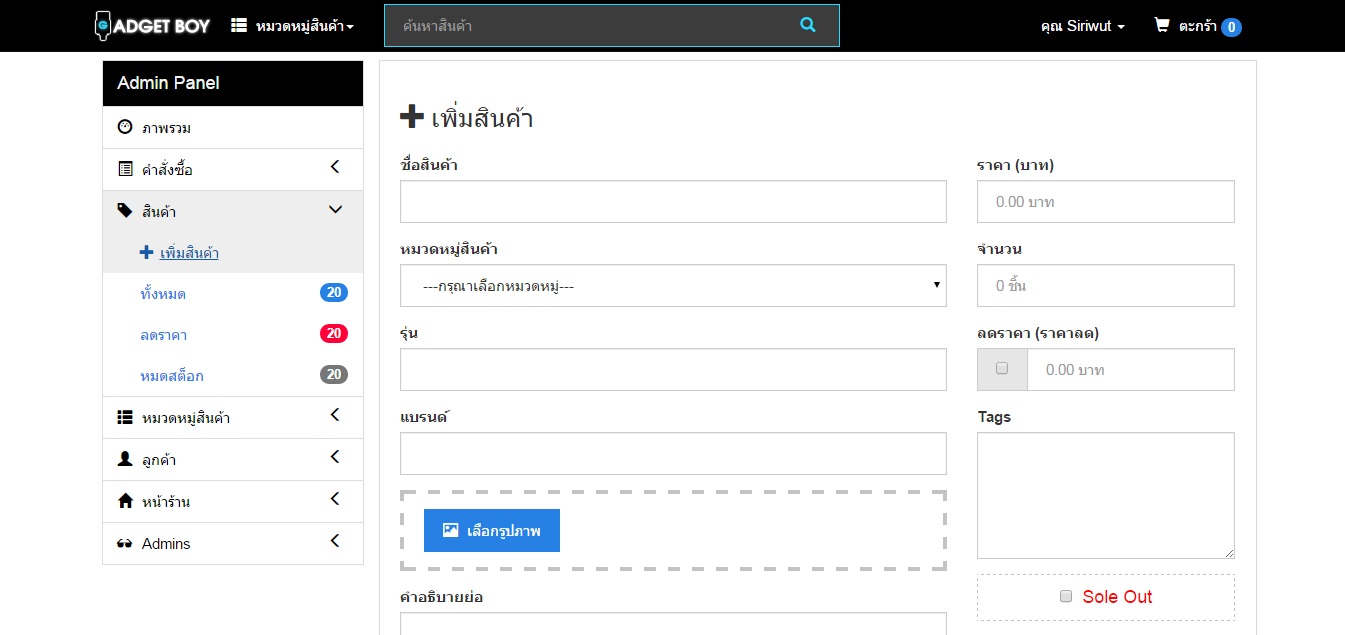 GADGET BOY
หมวดหมู่สินค้า
ค้นหาสินค้า
คุณ Siriwut
ตะกร้า 0
Admin Panel
ภาพรวม
คำสั่งซื้อ
สินค้า
เพิ่มสินค้า
ทั้งหมด 20
ลดราคา 20
หมดสต็อก 20
หมวดหมู่สินค้า
ลูกค้า
หน้าร้าน
Admins
เพิ่มสินค้า
ชื่อสินค้า
หมวดหมู่สินค้า
---กรุณาเลือกหมวดหมู่---
รุ่น
แบรนด์
เลือกรูปภาพ
คำอธิบายย่อ
ราคา (บาท)
0.00 บาท
จำนวน
0 ชิ้น
ลดราคา (ราคาลด)
0.00 บาท
Tags
Sole Out